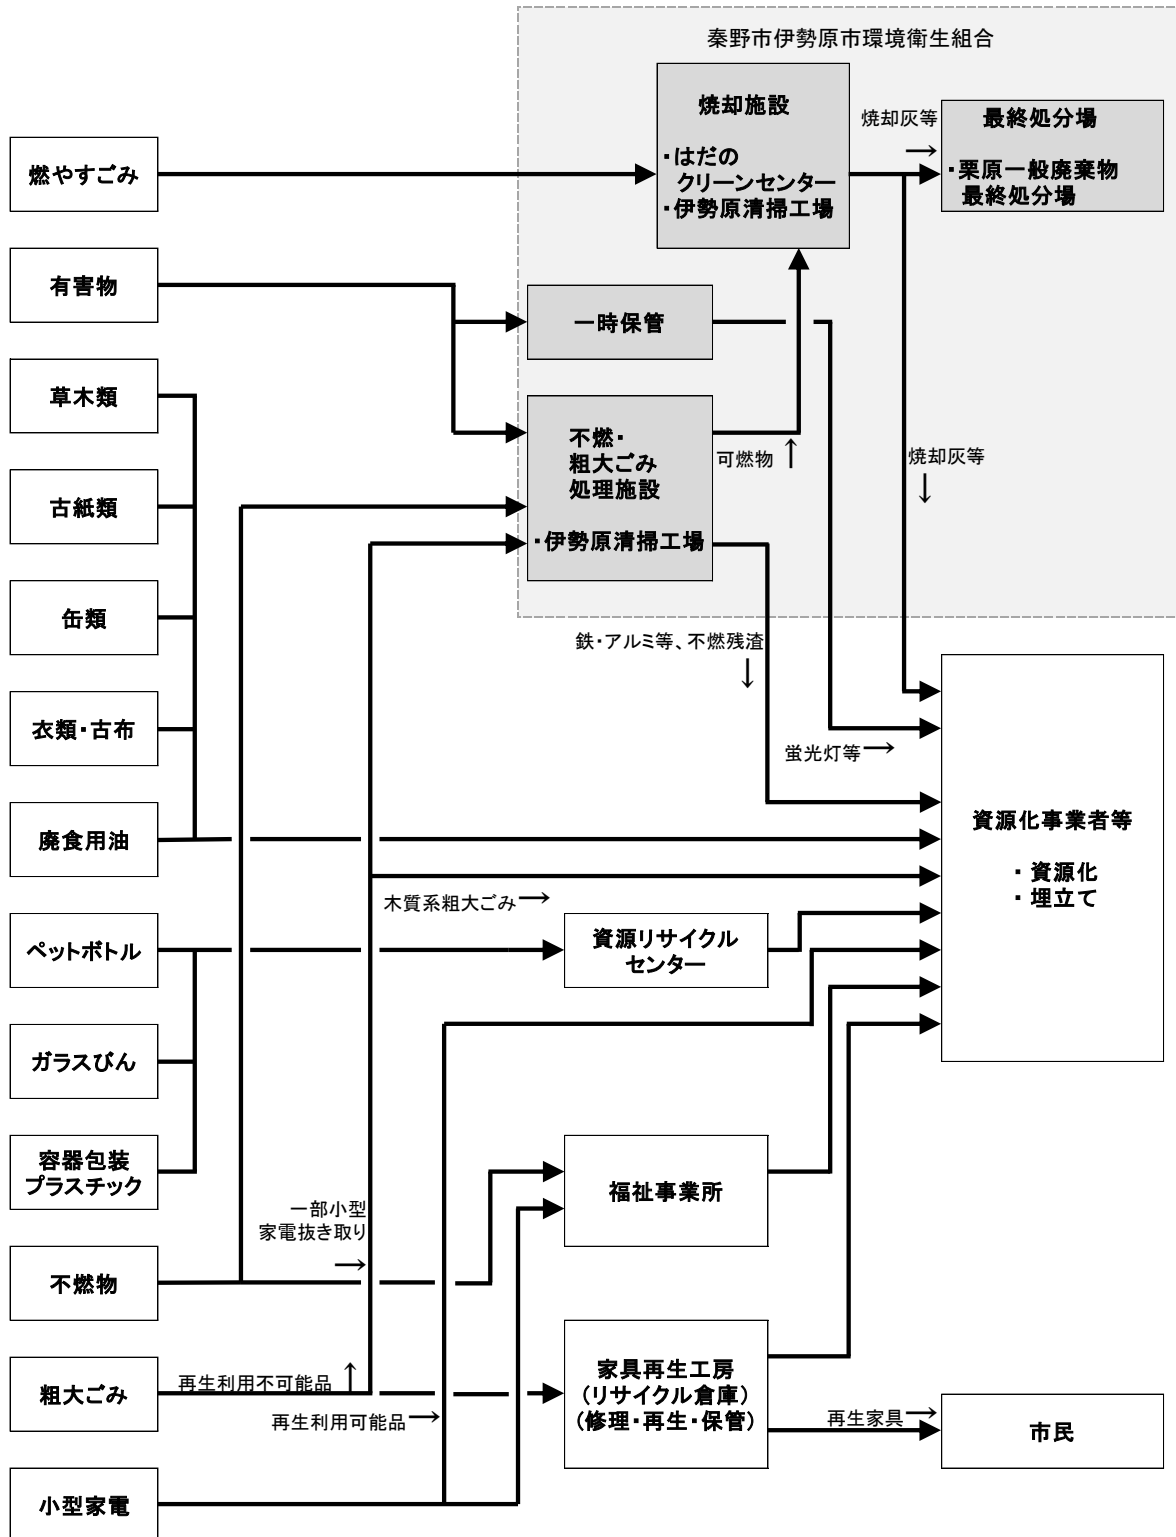 秦野市伊勢原市環境衛生組合
焼却施設
・はだの
クリーンセンター
・伊勢原清掃工場
焼却灰等
→
最終処分場
・栗原一般廃棄物
最終処分場
燃やすごみ
有害物
一時保管
草木類
不燃・
粗大ごみ
処理施設
・伊勢原清掃工場
可燃物 ↑
焼却灰等
↓
古紙類
缶類
鉄・アルミ等、不燃残渣
↓
衣類・古布
蛍光灯等→
廃食用油
資源化事業者等
・資源化
・埋立て
木質系粗大ごみ→
ペットボトル
資源リサイクル
センター
ガラスびん
容器包装
プラスチック
福祉事業所
一部小型
家電抜き取り
→
不燃物
粗大ごみ
再生利用不可能品 ↑
再生利用可能品→
家具再生工房
(リサイクル倉庫)
(修理・再生・保管)
再生家具→
市民
小型家電